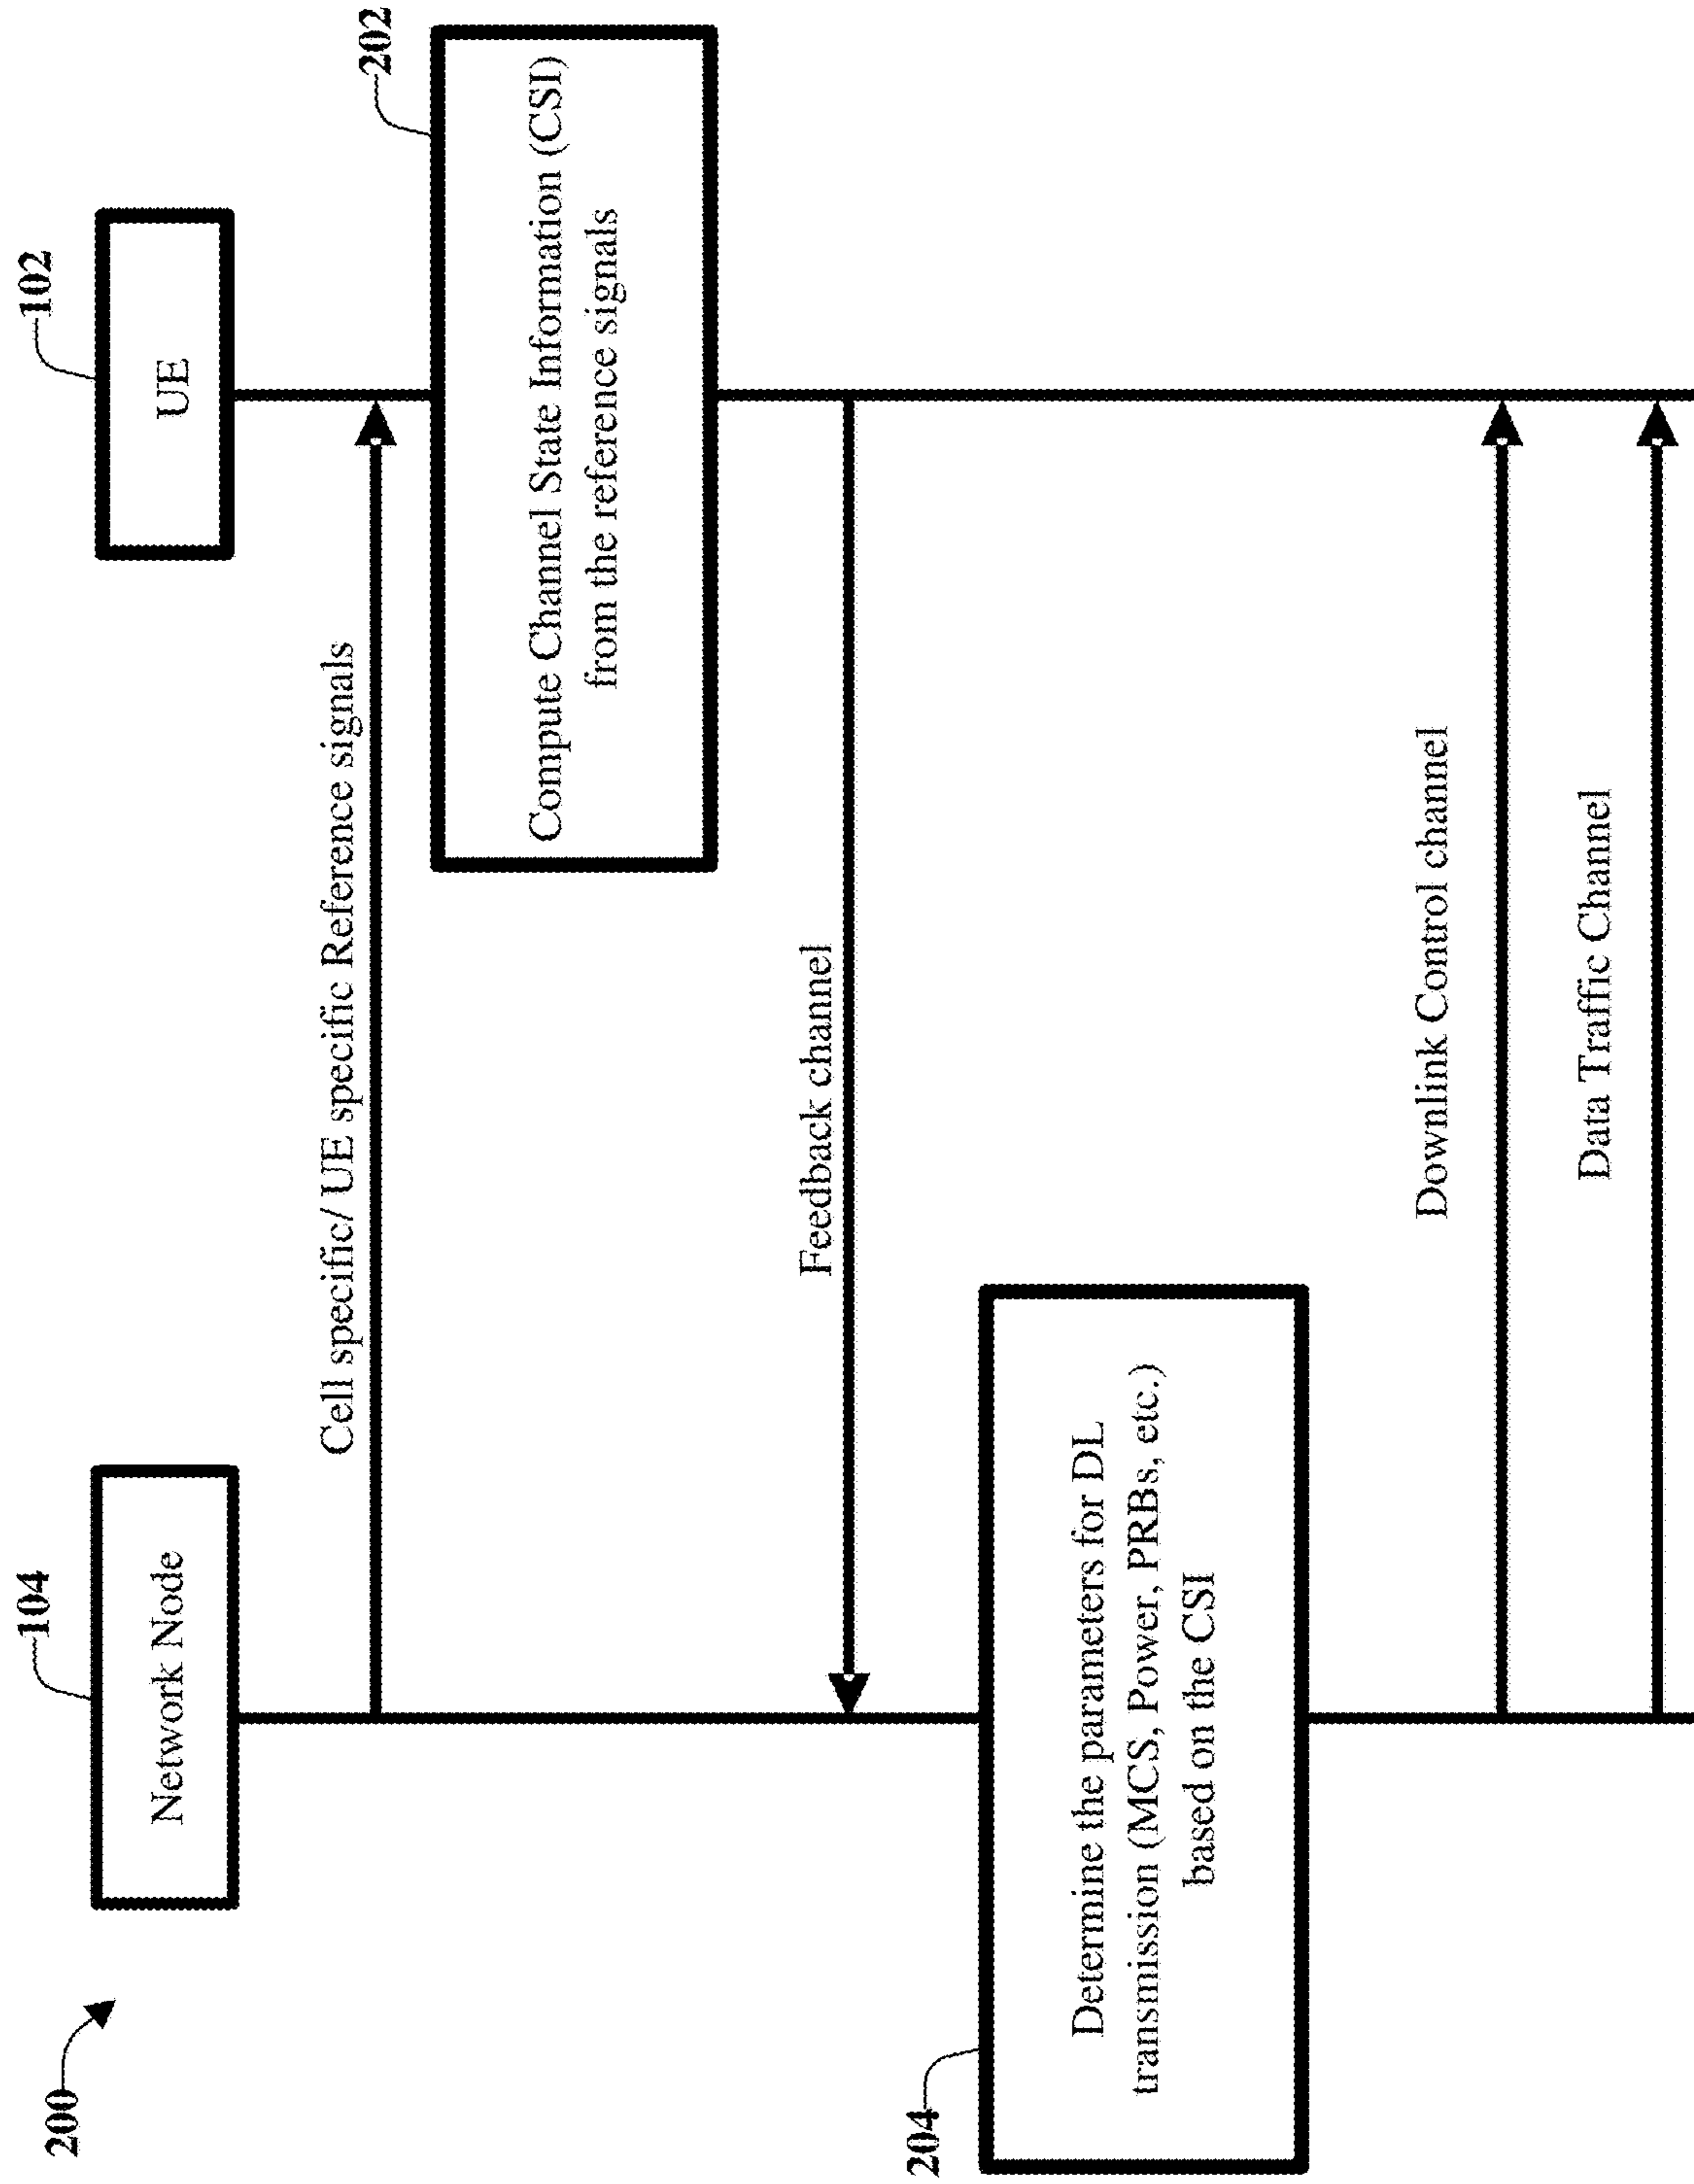 200
104
Network Node
102
UE
Cell specific/ UE specific Reference signals
202
Compute Channel State Information (CSI)
from the reference signals
Feedback channel
204
Determine the parameters for DL
transmission (MCS, Power, PRBs, etc.)
based on the CSI
Downlink Control channel
Data Traffic Channel